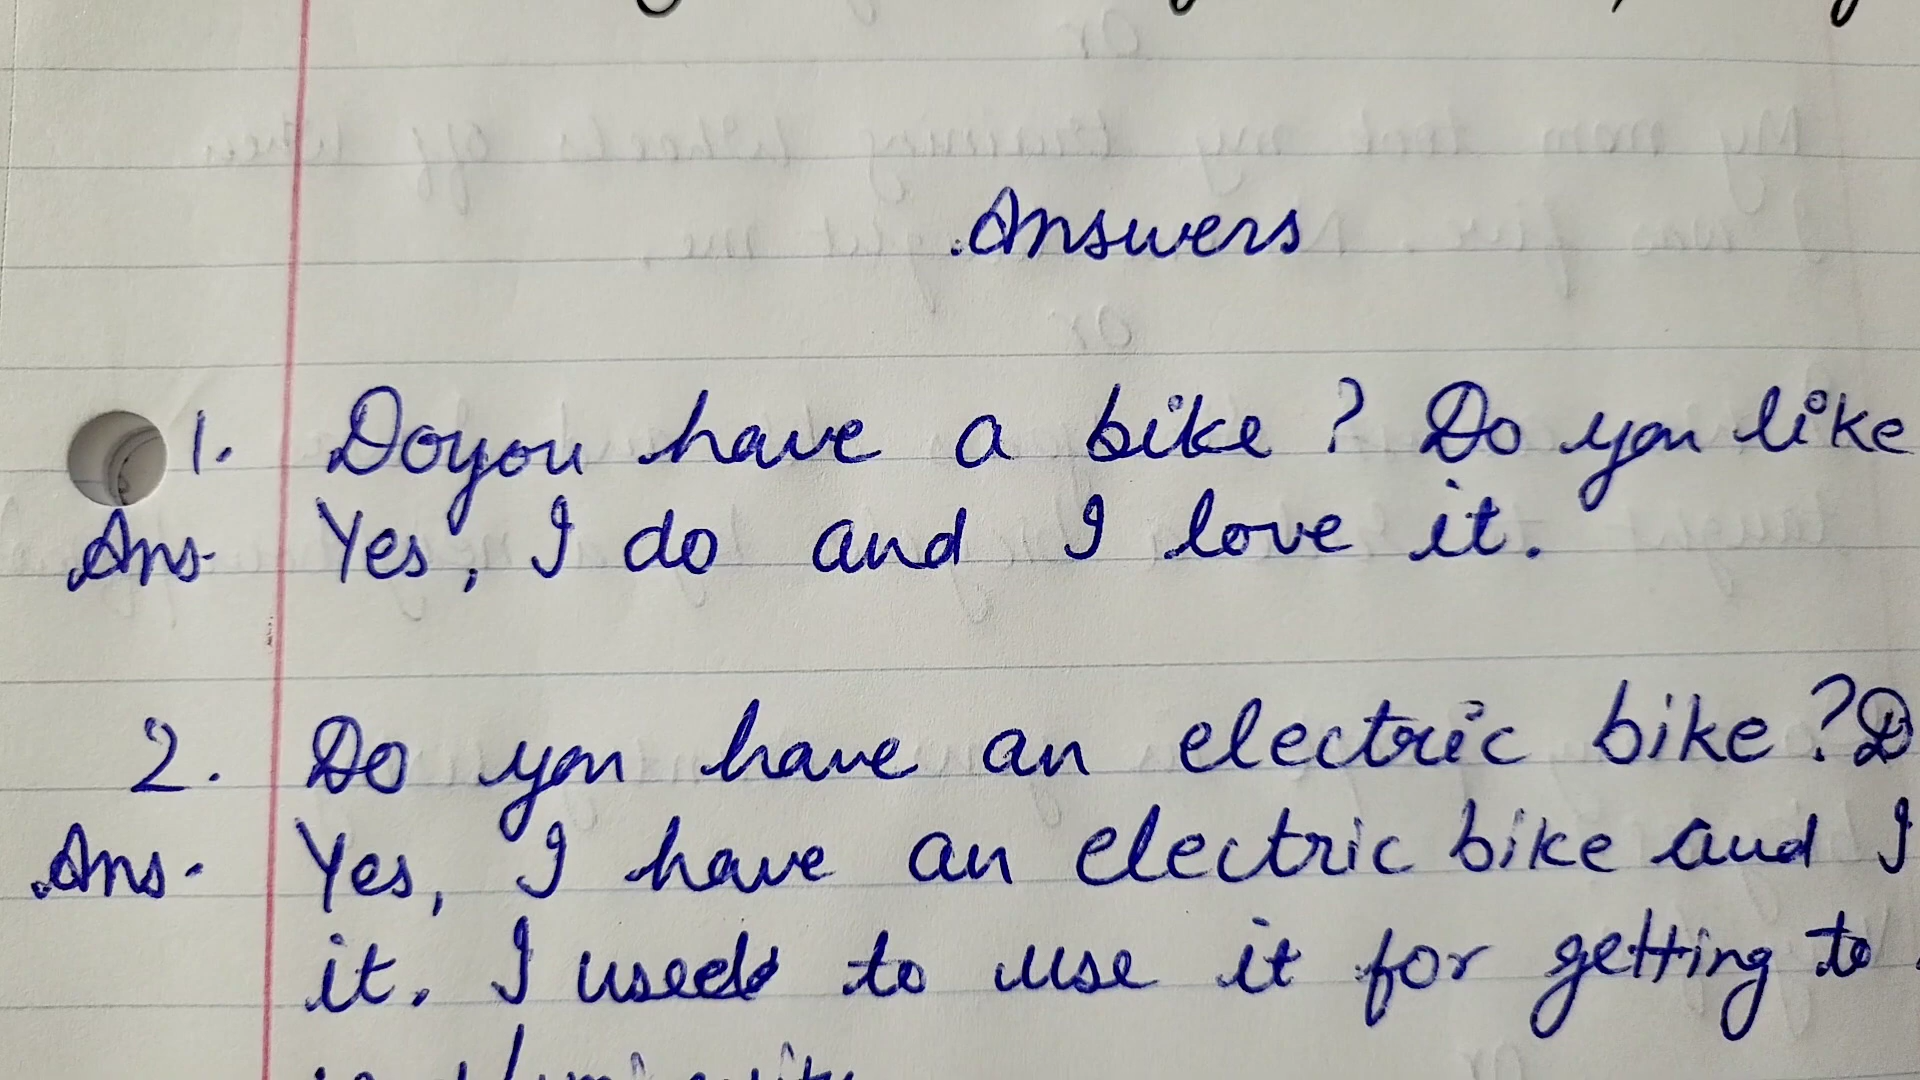 Answers
1. Doyou have a bike? Do you like
Ans- Yes, I do and I love it.
2. Do you have an electric bike? D
Ans- Yes, I have an electric bike and I
it. I used to use it for getting to